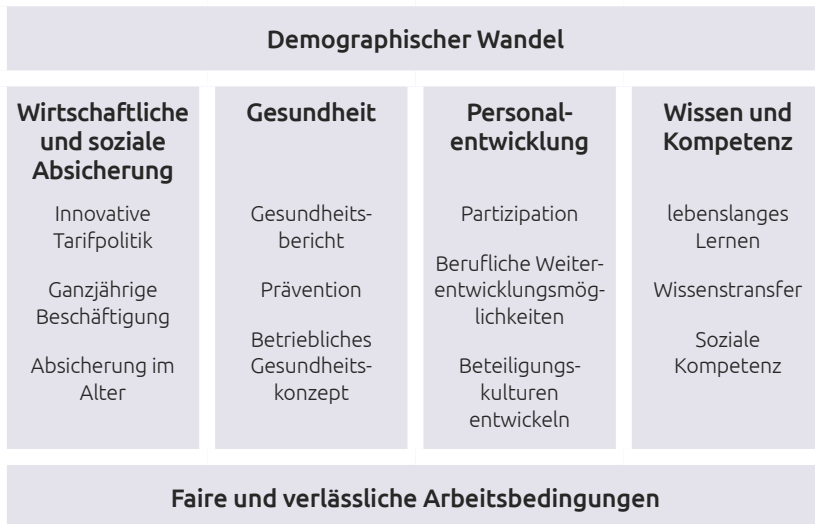 Demographischer Wandel
Wirtschaftliche
und soziale
Absicherung
Innovative
Tarifpolitik
Ganzjährige
Beschäftigung
Absicherung im
Alter
Gesundheit
Gesundheits-
bericht
Prävention
Betriebliches
Gesundheits-
konzept
Personal-
entwicklung
Partizipation
Berufliche Weiter-
entwicklungsmög-
lichkeiten
Beteiligungs-
kulturen
entwickeln
Wissen und
Kompetenz
lebenslanges
Lernen
Wissenstransfer
Soziale
Kompetenz
Faire und verlässliche Arbeitsbedingungen